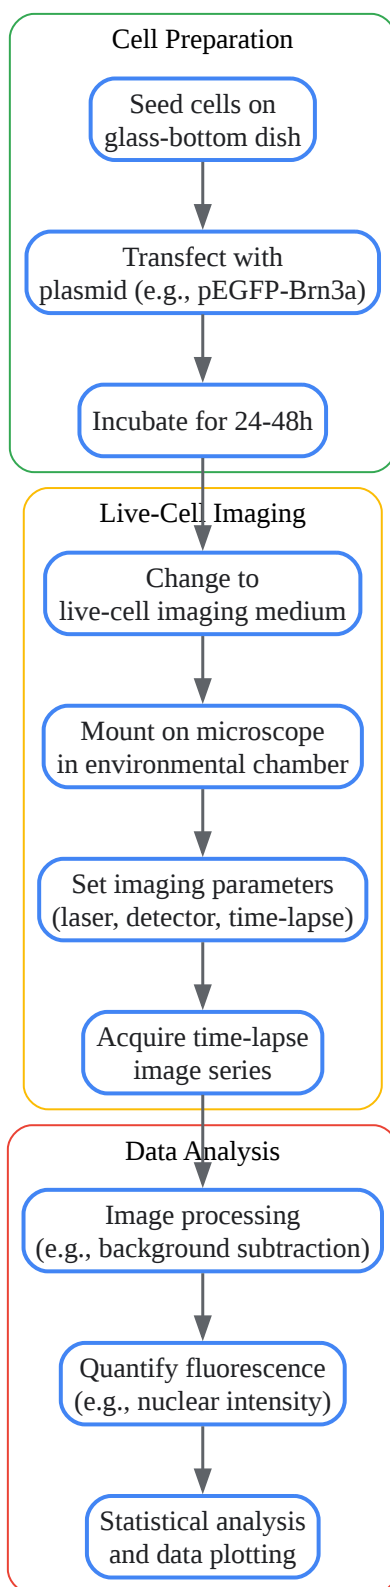 Cell Preparation
Seed cells on
glass-bottom dish
Transfect with
plasmid (e.g., pEGFP-Brn3a)
Incubate for 24-48h
Live-Cell Imaging
Change to
live-cell imaging medium
Mount on microscope
in environmental chamber
Set imaging parameters
(laser, detector, time-lapse)
Acquire time-lapse
image series
Data Analysis
Image processing
(e.g., background subtraction)
Quantify fluorescence
(e.g., nuclear intensity)
Statistical analysis
and data plotting